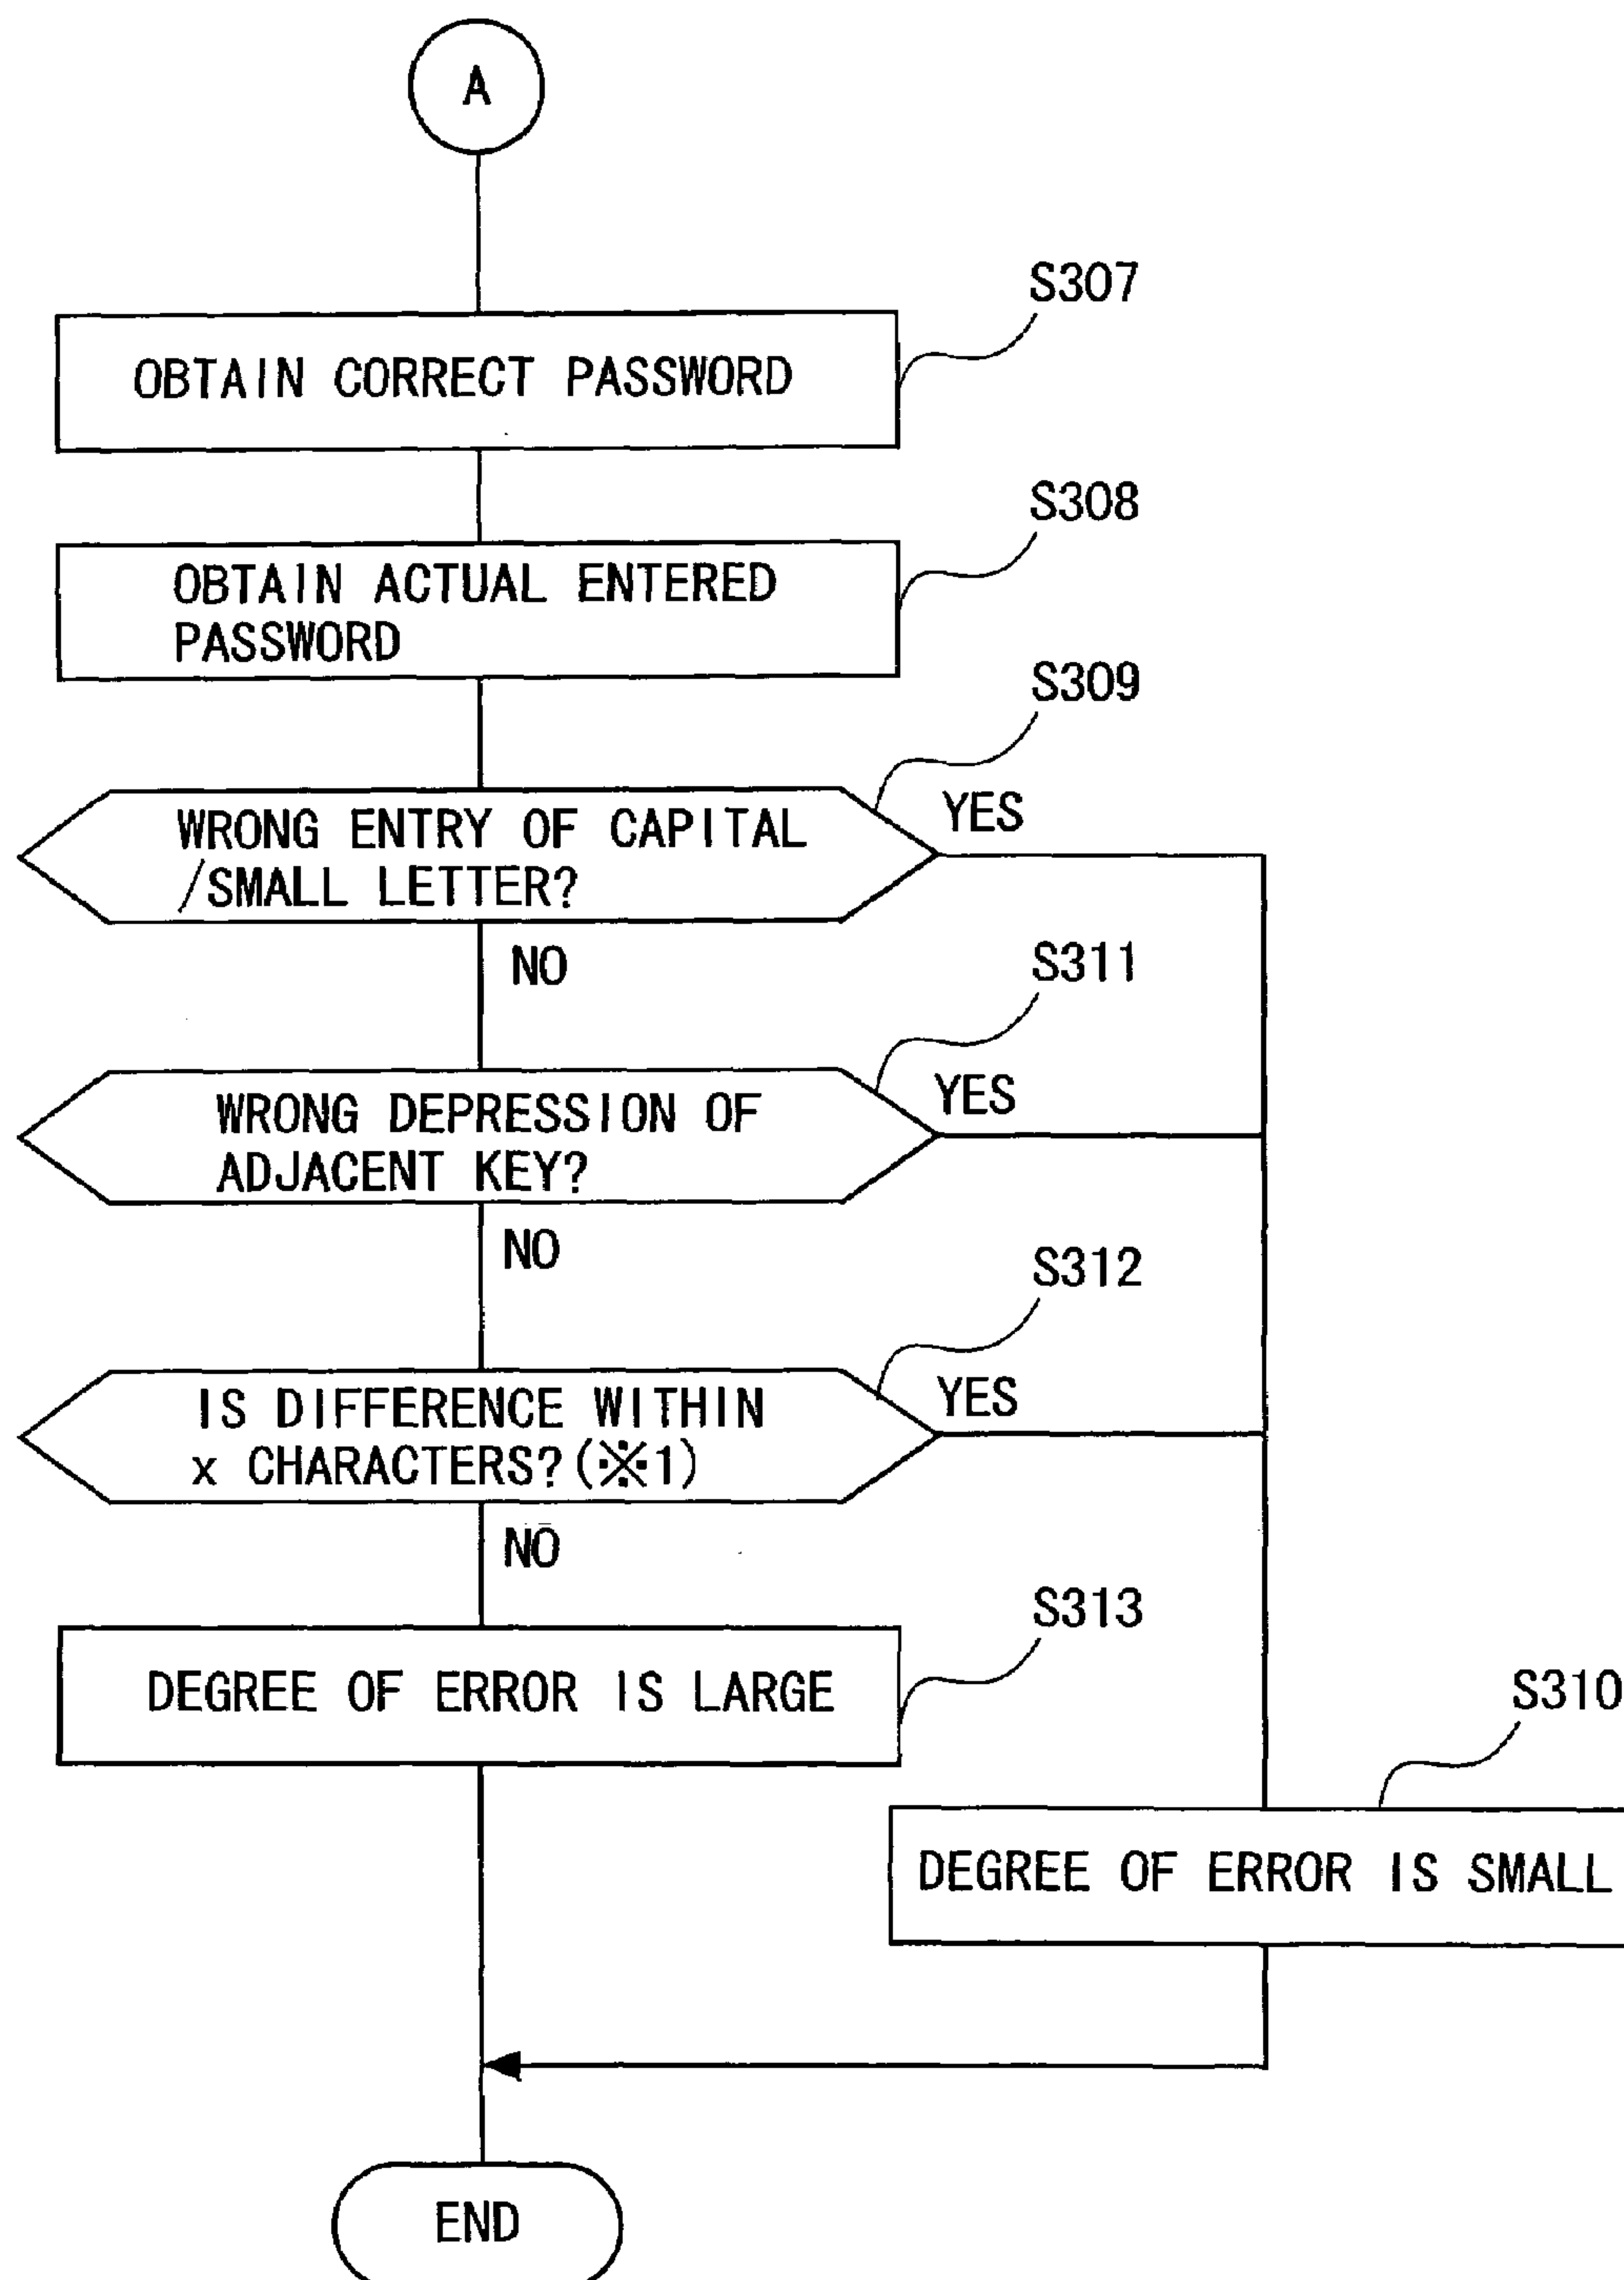 A
S307
OBTAIN CORRECT PASSWORD
S308
OBTAIN ACTUAL ENTERED
PASSWORD
S309
WRONG ENTRY OF CAPITAL
/SMALL LETTER?
YES
NO
S311
WRONG DEPRESSION OF
ADJACENT KEY?
YES
NO
S312
IS DIFFERENCE WITHIN
x CHARACTERS?(※1)
YES
NO
S313
DEGREE OF ERROR IS LARGE
S310
DEGREE OF ERROR IS SMALL
END